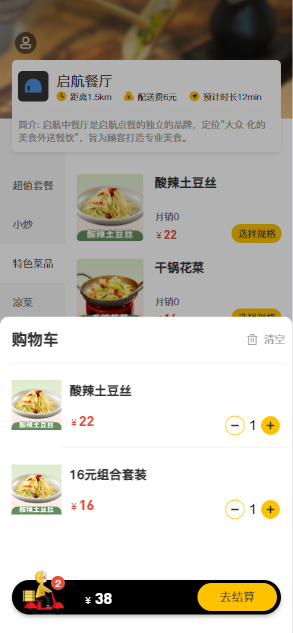 启航餐厅
距离1.5km 配送费6元 预计时长12min
简介: 启航中餐厅是启航点餐的独立的品牌，定位“大众 化的
美食外送餐饮”，旨为顾客打造专业美食。
超值套餐
小炒
特色菜品
凉菜
酸辣土豆丝
酸辣土豆丝
月销0
￥22
选择规格
干锅花菜
月销0
选择规格
购物车
清空
酸辣土豆丝
酸辣土豆丝
￥22
1
16元组合套装
酸辣土豆丝
￥16
1
2
￥38
去结算